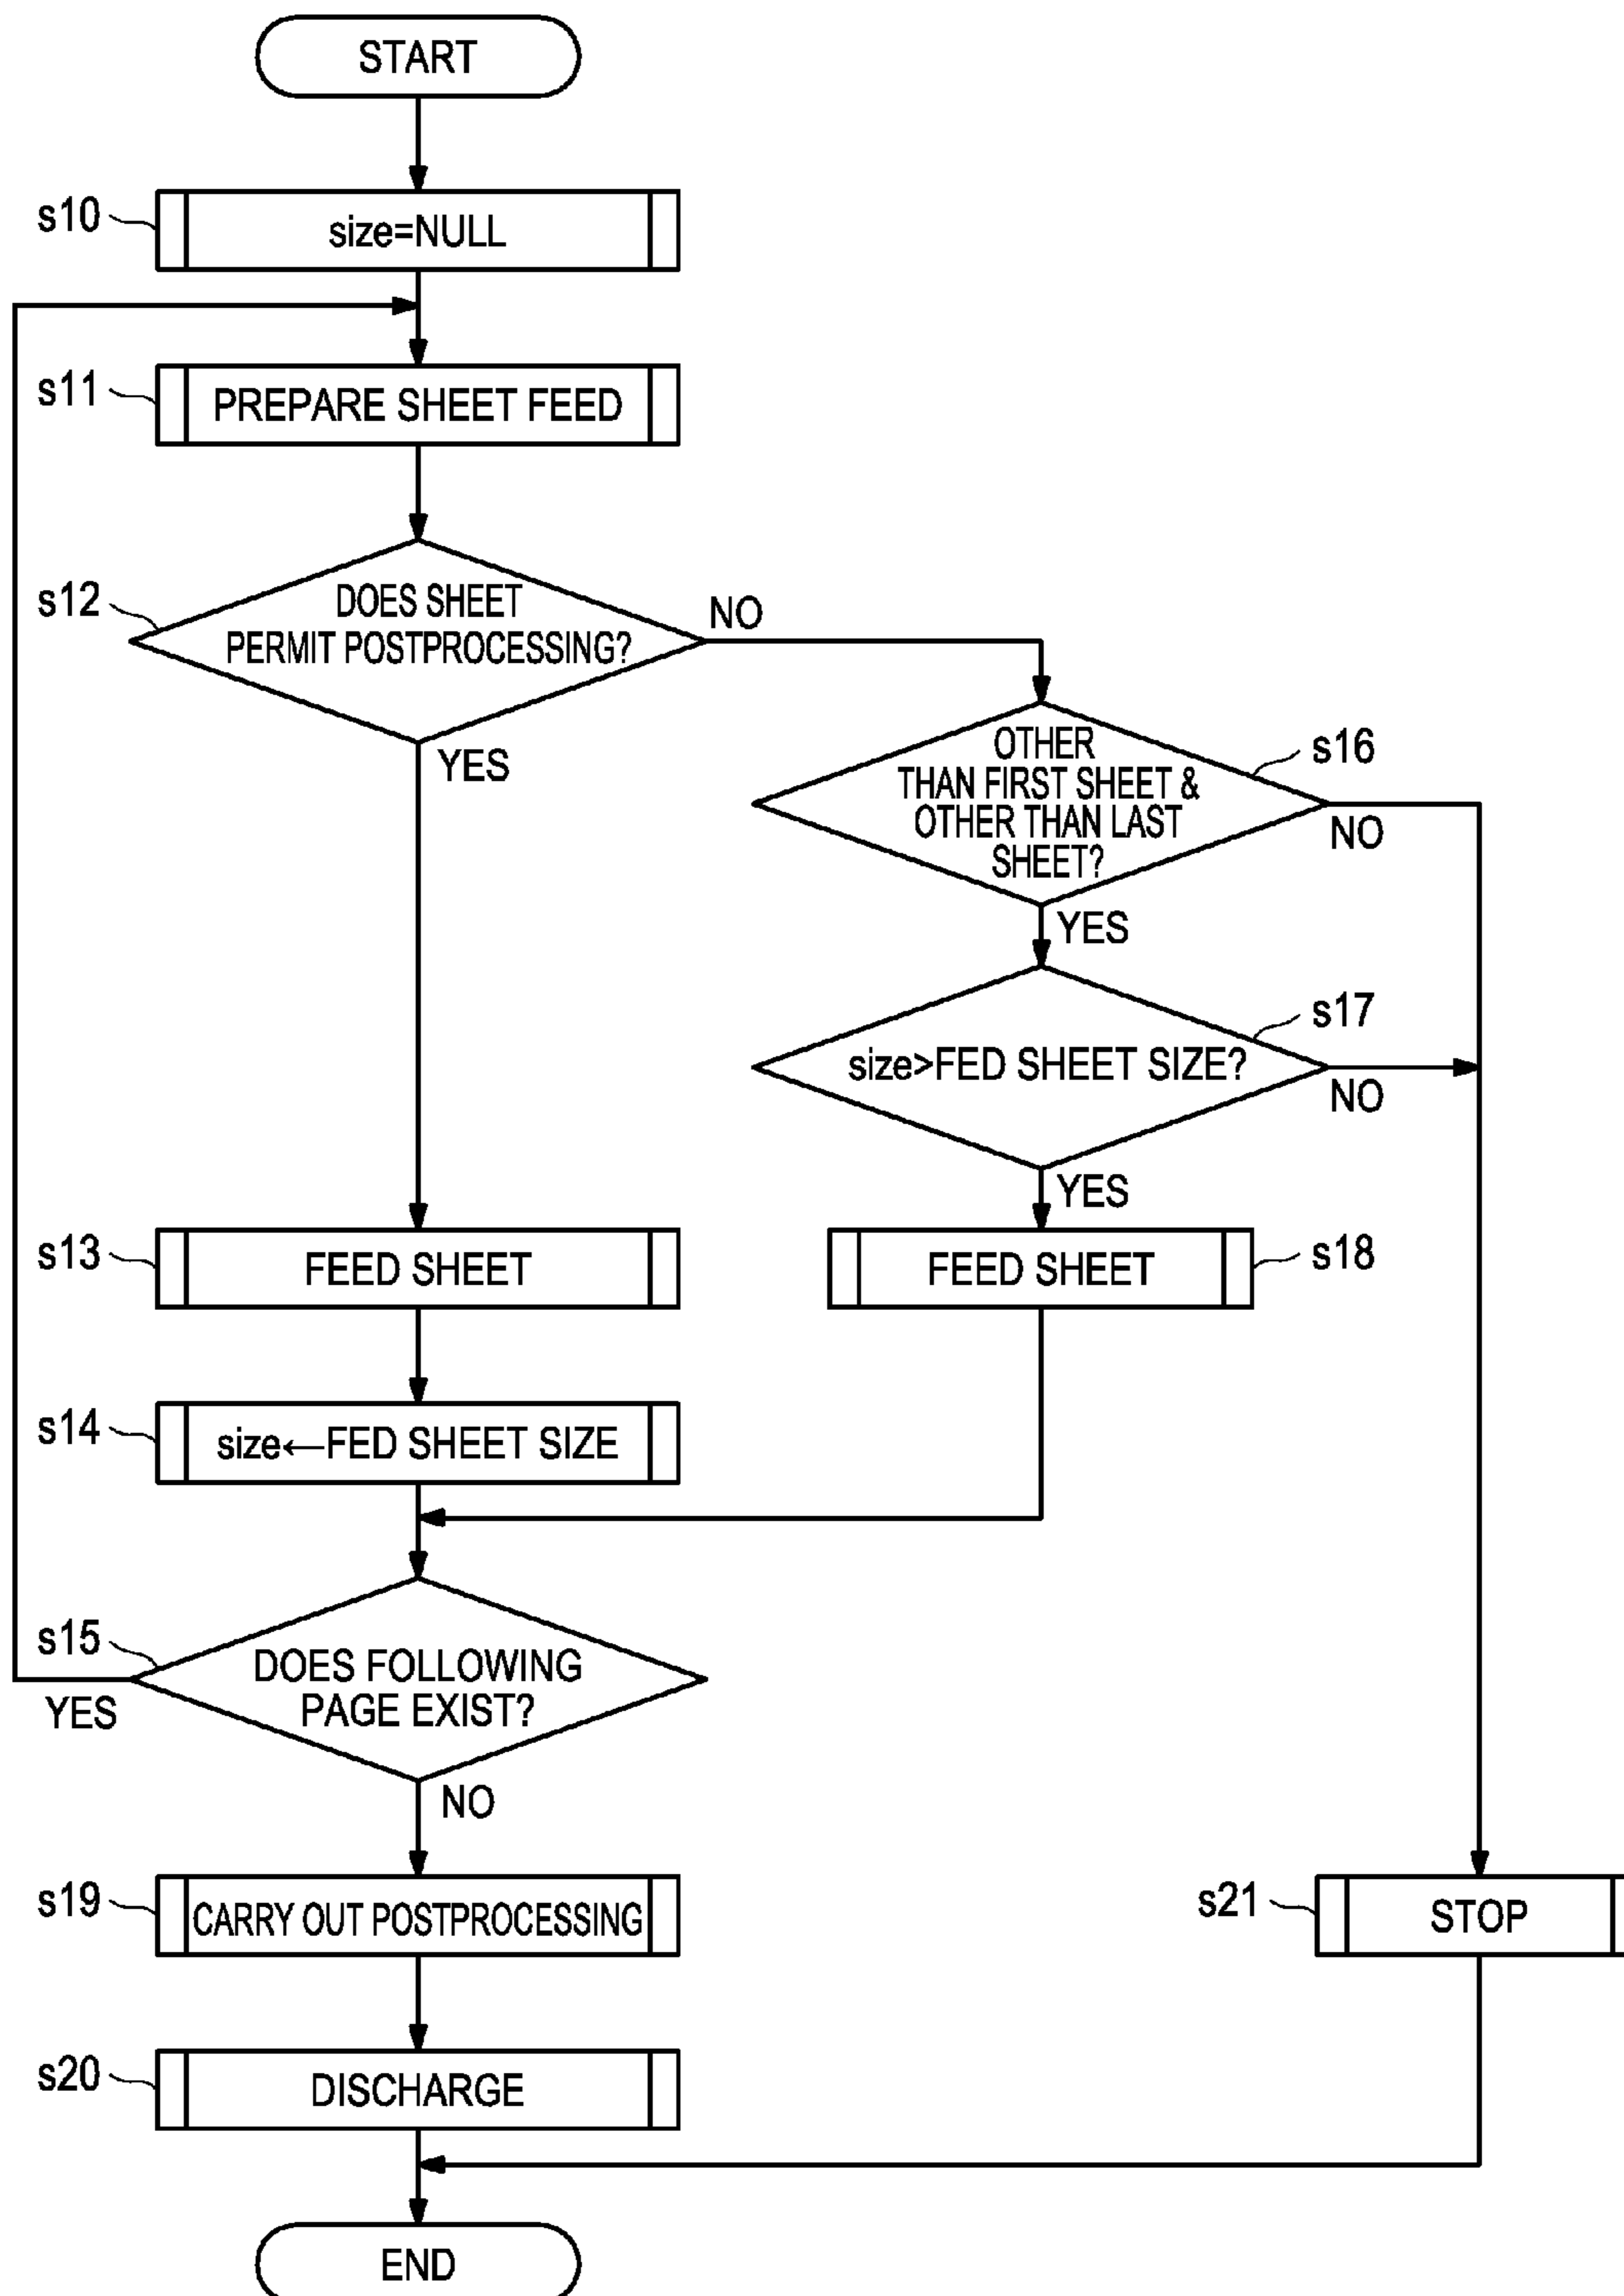 START
s10
size=NULL
s11
PREPARE SHEET FEED
s12
DOES SHEET
PERMIT POSTPROCESSING?
NO
YES
OTHER
THAN FIRST SHEET &
OTHER THAN LAST
SHEET?
s16
NO
YES
s17
size>FED SHEET SIZE?
NO
YES
s13
FEED SHEET
FEED SHEET
s18
s14
size←FED SHEET SIZE
s15
DOES FOLLOWING
PAGE EXIST?
YES
NO
s19
CARRY OUT POSTPROCESSING
s21
STOP
s20
DISCHARGE
END